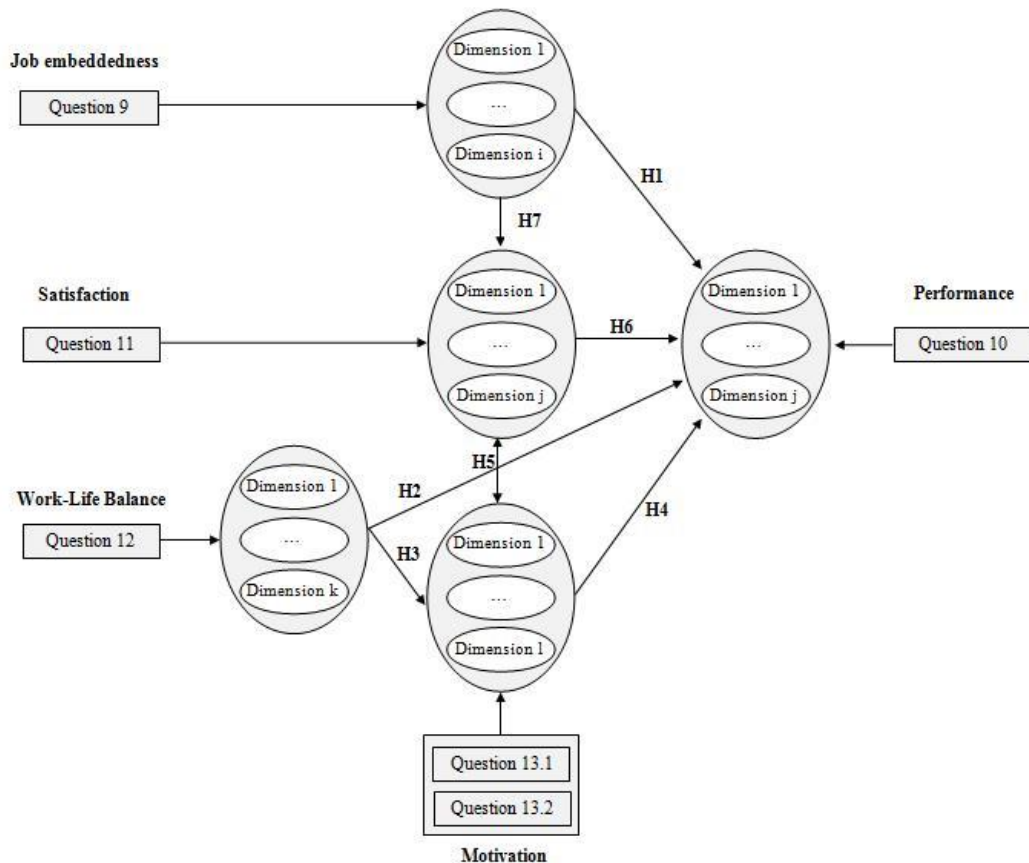 Dimension 1
Job embeddedness
Question 9
...
Dimension i
H1
H7
Satisfaction
Dimension 1
Dimension 1
Performance
Question 11
...
H6
...
Question 10
Dimension j
Dimension j
H5
Work-Life Balance
Dimension 1
H2
Question 12
...
H3
Dimension 1
H4
Dimension k
...
Dimension l
Question 13.1
Question 13.2
Motivation